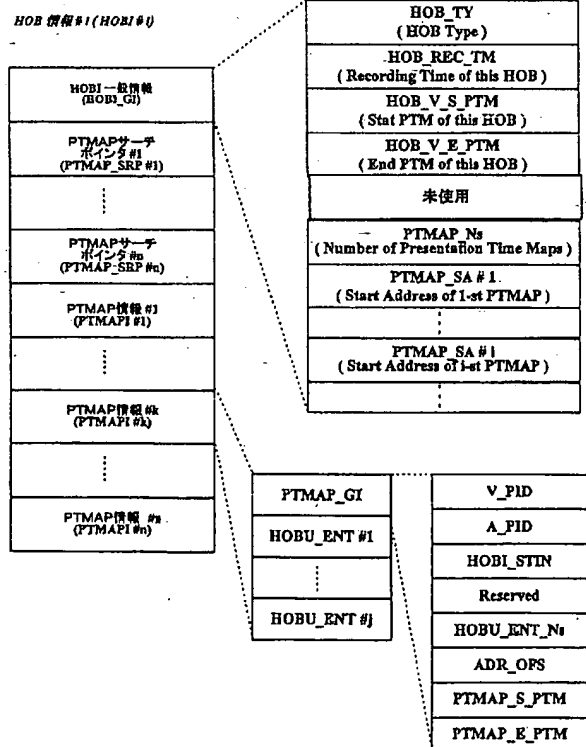 HOB 情報#1(HOBI#i)
HOBI一般情報
(HOBI_GI)
PTMAPサーチ
ポインタ#1
(PTMAP_SRP #1)
PTMAPサーチ
ポインタ#n
(PTMAP_SRP #n)
PTMAP情報 #1
(PTMAPI #1)
PTMAP情報 #k
(PTMAPI #k)
PTMAP情報 #n
(PTMAPI #n)
HOB_TY
( HOB Type )
HOB_REC_TM
( Recording Time of this HOB )
HOB_V_S_PTM
( Stat PTM of this HOB )
HOB_V_E_PTM
( End PTM of this HOB )
未使用
PTMAP_Ns
( Number of Presentation Time Maps )
PTMAP_SA # 1
( Start Address of 1-st PTMAP )
PTMAP_SA # i
( Start Address of i-st PTMAP )
PTMAP_GI
HOBU_ENT #1
HOBU_ENT #j
V_PID
A_PID
HOBI_STIN
Reserved
HOBU_ENT_Ns
ADR_OFS
PTMAP_S_PTM
PTMAP_E_PTM